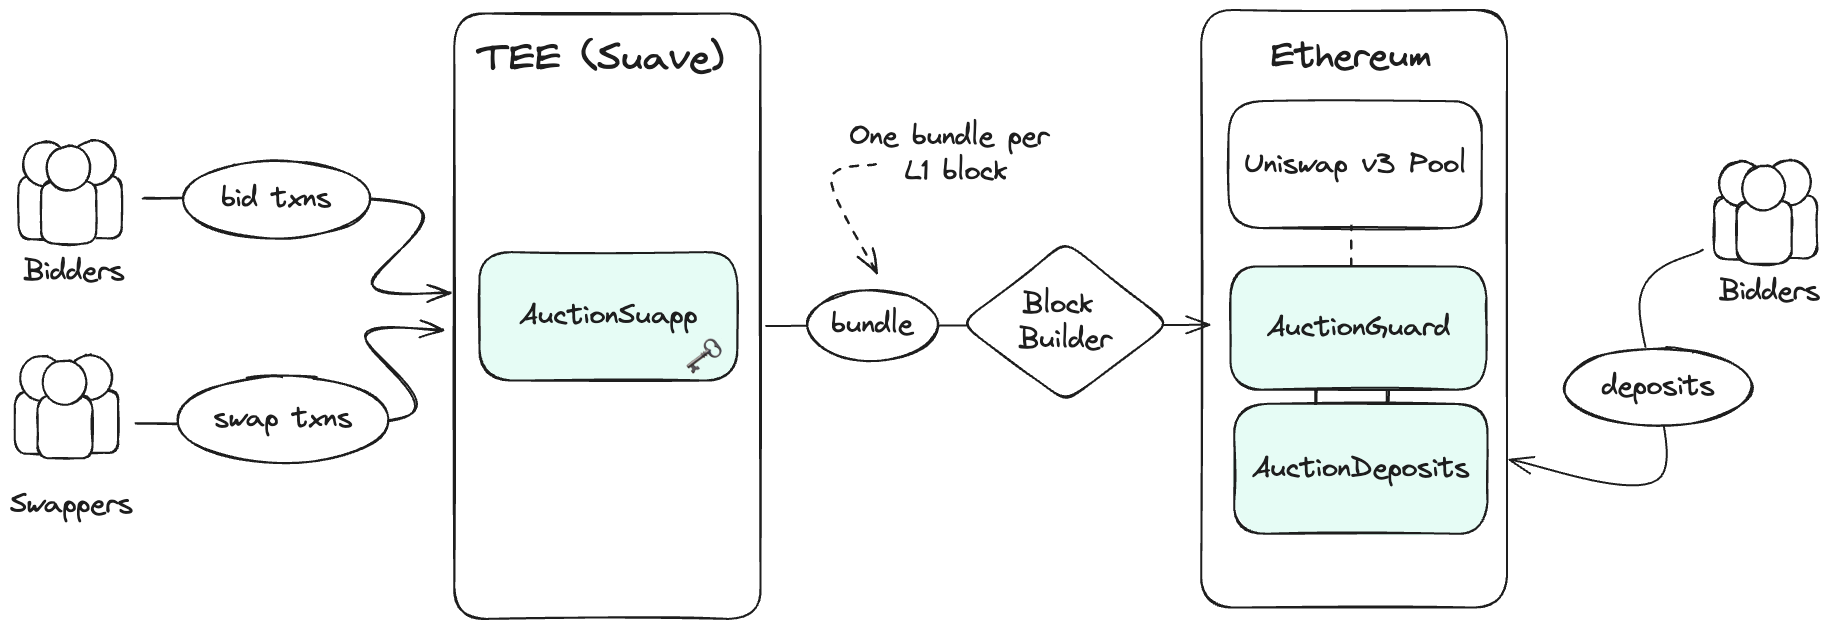 TEE (Suave)
Ethereum
One bundle per
L1 block
Uniswap v3 Pool
bid txns
Bidders
Bidders
AuctionSuapp
bundle
Block
Builder
AuctionGuard
deposits
swap txns
AuctionDeposits
Swappers